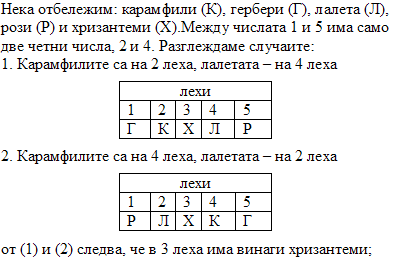 Нека отбележим: карамфили (К), гербери (Г), лалета (Л),
рози (Р) и хризантеми (Х).Между числата 1 и 5 има само
две четни числа, 2 и 4. Разглеждаме случаите:
1. Карамфилите са на 2 леха, лалетата – на 4 леха
лехи
1 2 3 4 5
Г К Х Л Р
2. Карамфилите са на 4 леха, лалетата – на 2 леха
лехи
1 2 3 4 5
Р Л Х К Г
от (1) и (2) следва, че в 3 леха има винаги хризантеми;